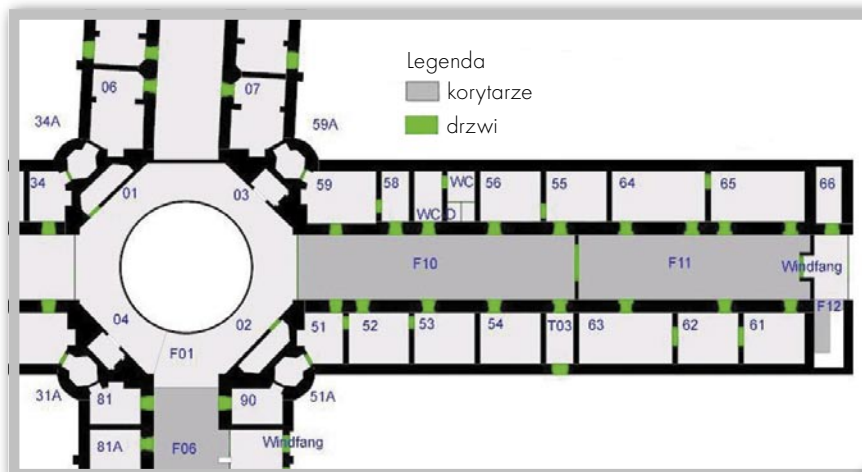 Legenda
korytarze
drzwi
06
07
34A
59A
34
01
03
59
58
WC
WC D
56
55
64
65
66
F10
F11
Windfang
F12
04
02
F01
51
52
53
54
T03
63
62
61
31A
81
90
51A
81A
F06
Windfang